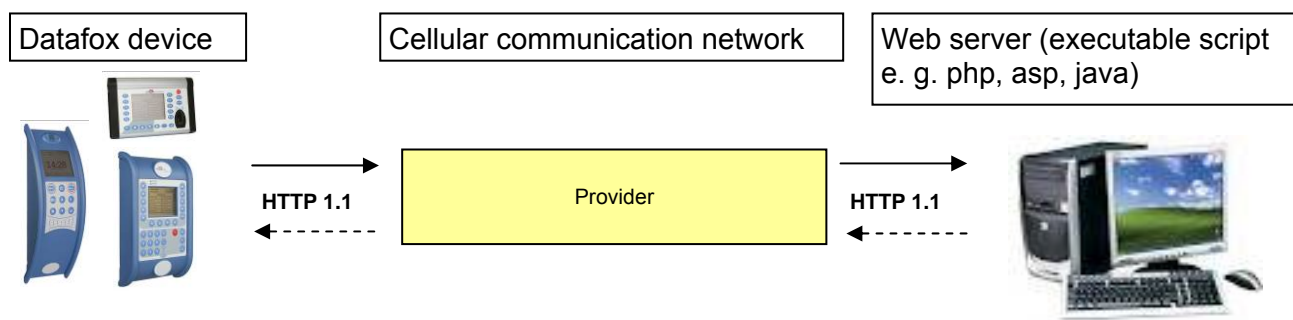 Datafox device
Cellular communication network
Web server (executable script
e. g. php, asp, java)
HTTP 1.1
Provider
HTTP 1.1